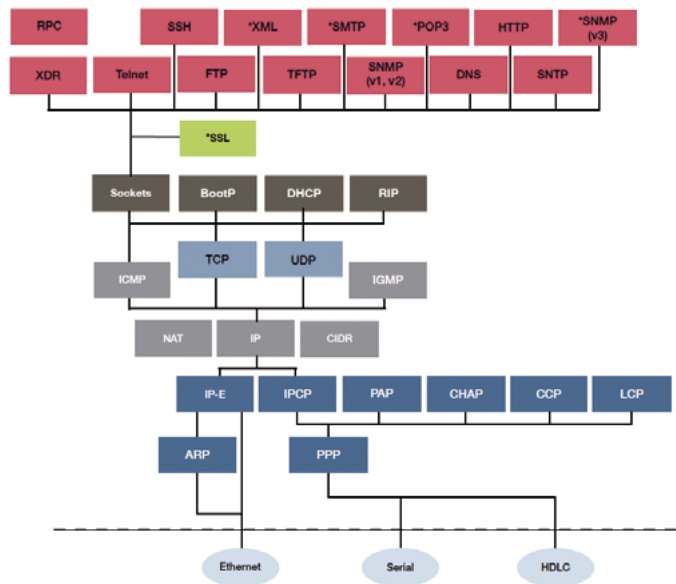 RPC
SSH
*XML
*SMTP
*POP3
HTTP
*SNMP
(v3)
XDR
Telnet
FTP
TFTP
SNMP
(v1, v2)
DNS
SNTP
*SSL
Sockets
BootP
DHCP
RIP
ICMP
TCP
UDP
IGMP
NAT
IP
CIDR
IP-E
IPCP
PAP
CHAP
CCP
LCP
ARP
PPP
Ethernet
Serial
HDLC